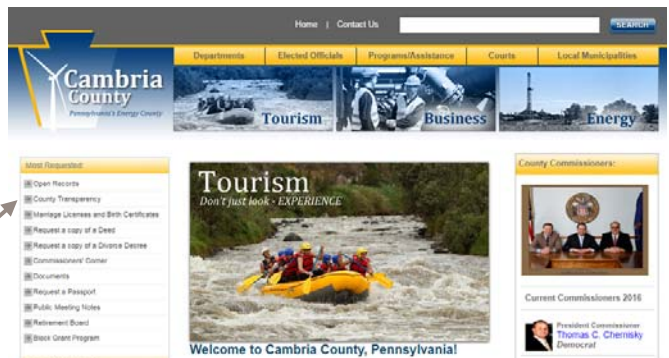 Home | Contact Us
SEARCH
Cambria
County
Pennsylvania's Energy County
Departments
Elected Officials
Programs/Assistance
Courts
Local Municipalities
Tourism
Business
Energy
Most Requested:
Open Records
County Transparency
Marriage Licenses and Birth Certificates
Request a copy of a Deed
Request a copy of a Divorce Decree
Commissioners' Corner
Documents
Request a Passport
Public Meeting Notes
Retirement Board
Block Grant Program
Tourism
Don't just look - EXPERIENCE
Welcome to Cambria County, Pennsylvania!
County Commissioners:
Current Commissioners 2016
President Commissioner
Thomas C. Chernisky
Democrat